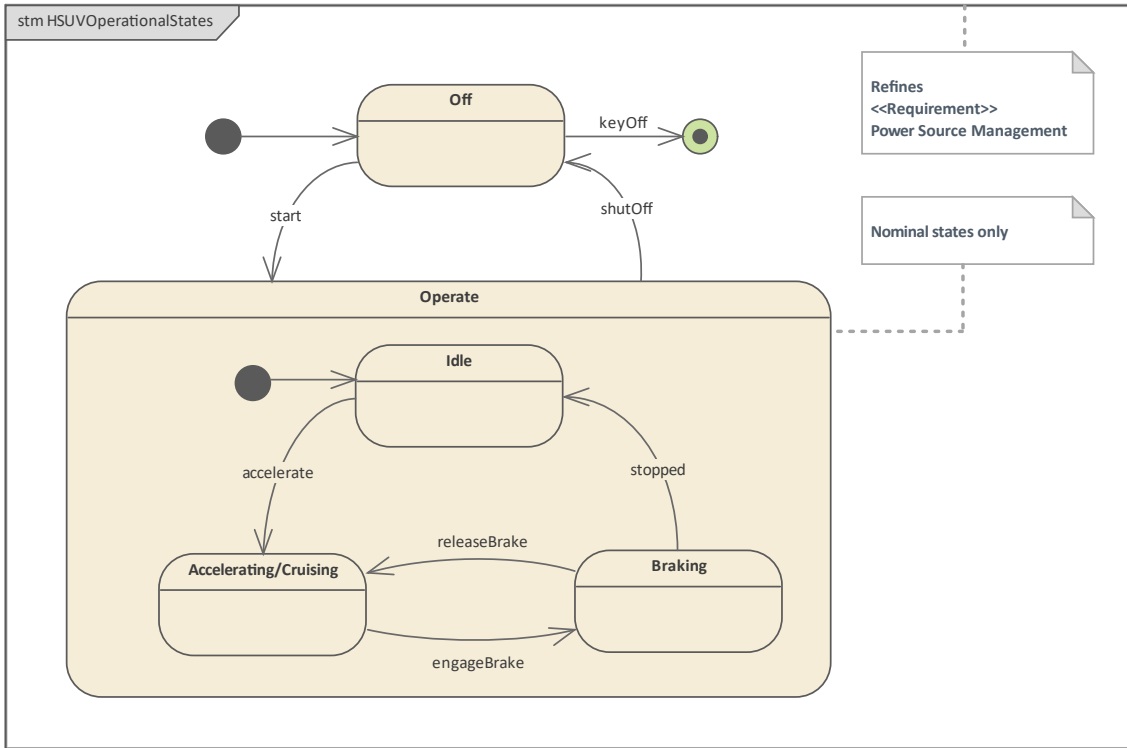 stm HSUVOperationalStates
Off
keyOff
Refines
<<Requirement>>
Power Source Management
start
shutOff
Nominal states only
Operate
Idle
accelerate
stopped
releaseBrake
Accelerating/Cruising
Braking
engageBrake